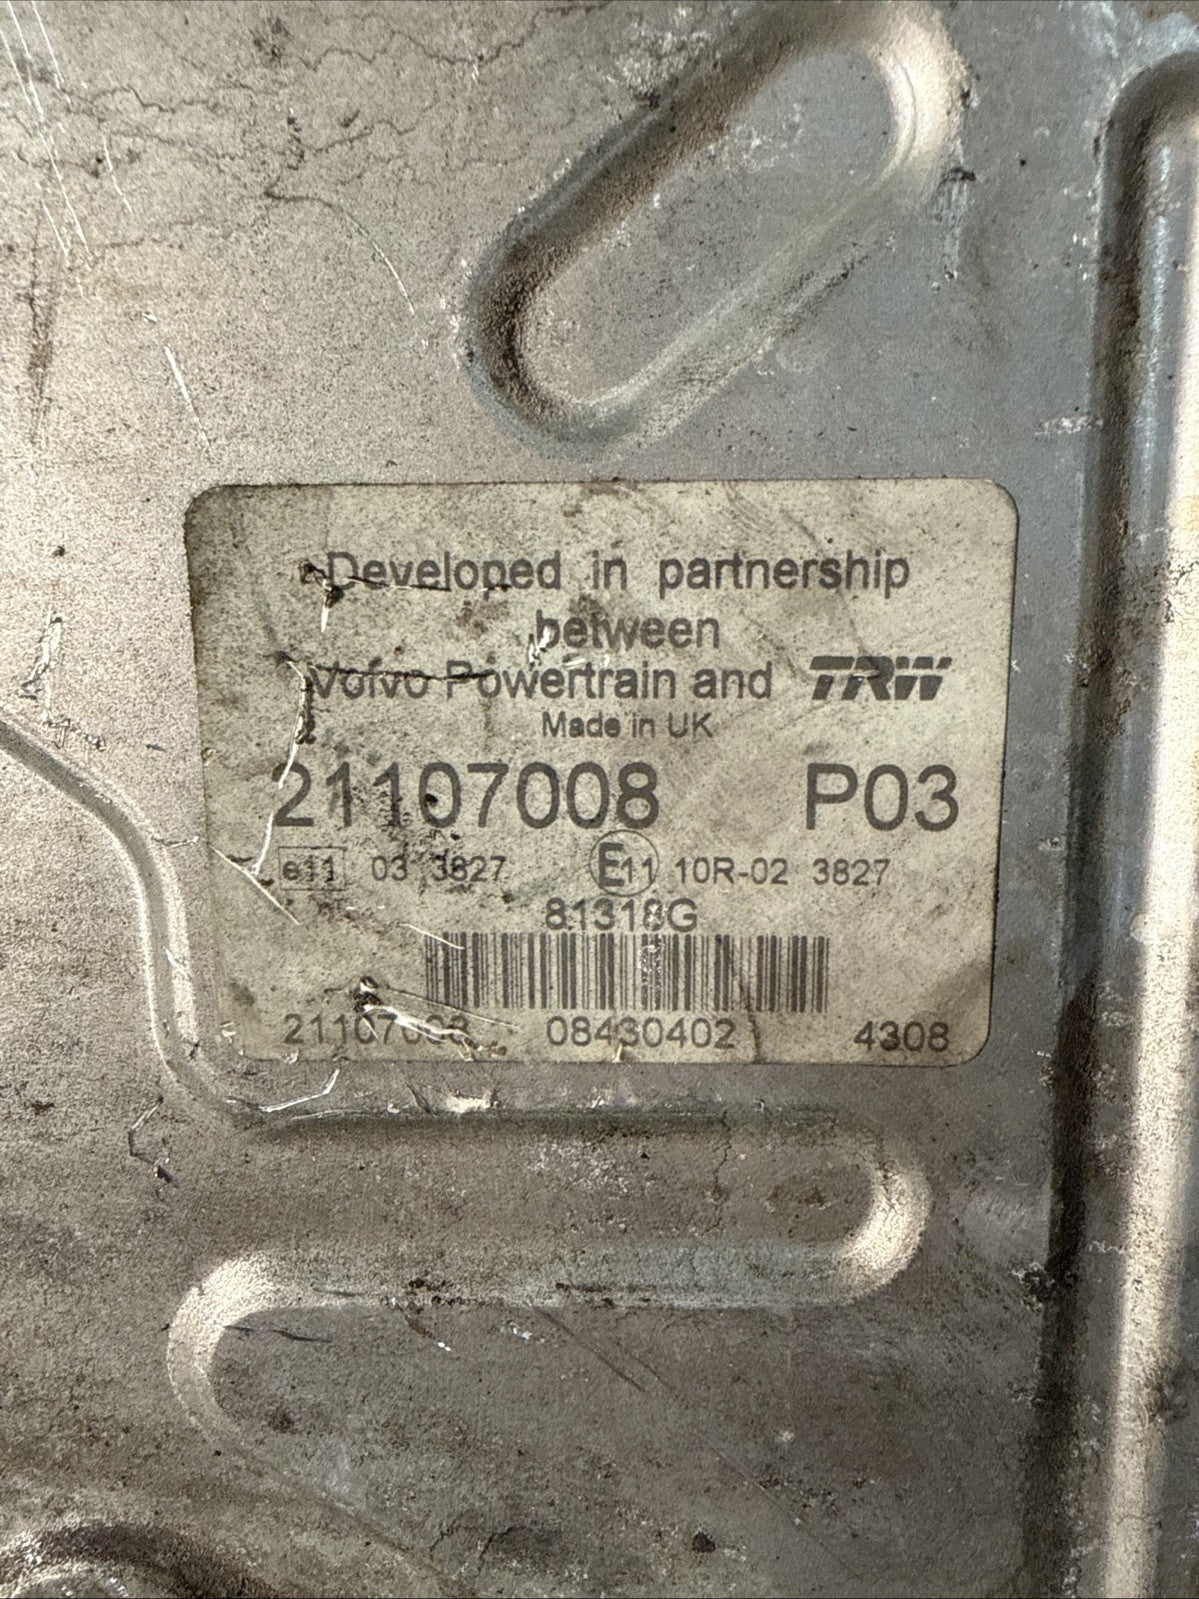 Developed in partnership
between
Volvo Powertrain and TRW
Made in UK
21107008 P03
e11 03 3827 E11 10R-02 3827
81318G
21107008 08430402 4308